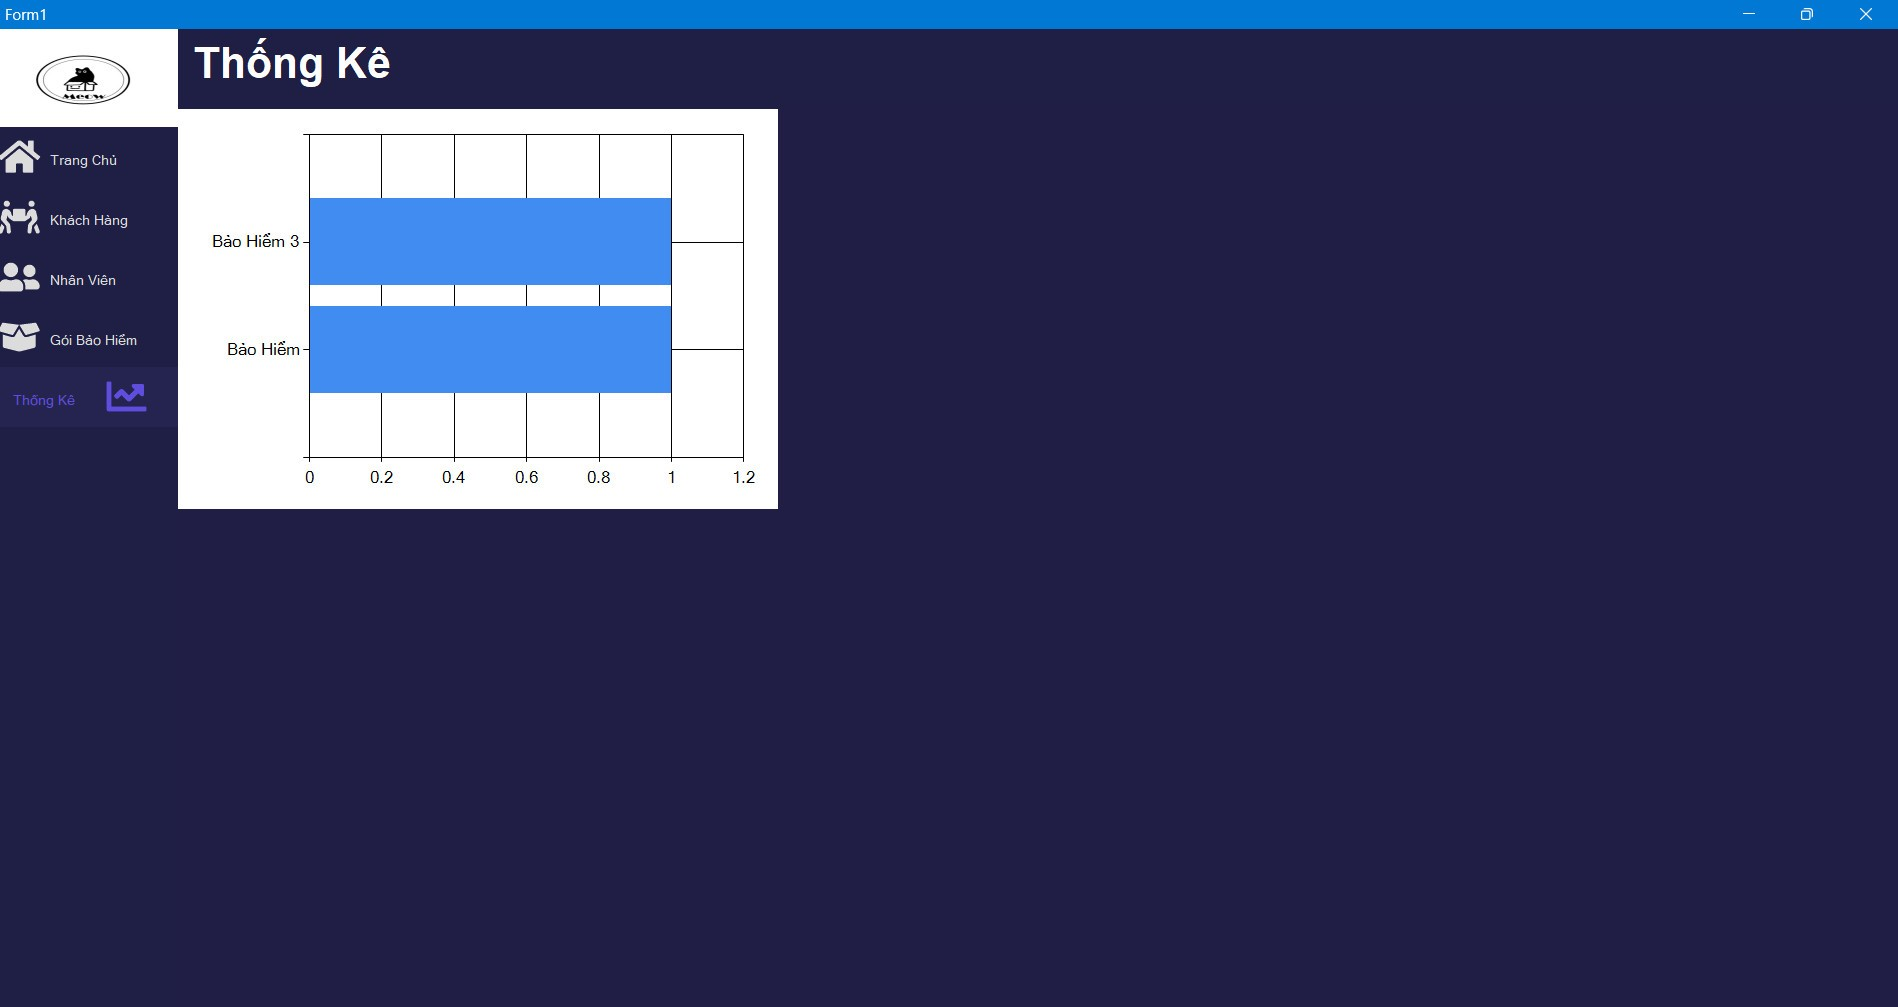 Form1
Meow
Thống Kê
Trang Chủ
Khách Hàng
Nhân Viên
Gói Bảo Hiểm
Thống Kê
Bảo Hiểm 3
Bảo Hiểm
0 0.2 0.4 0.6 0.8 1 1.2